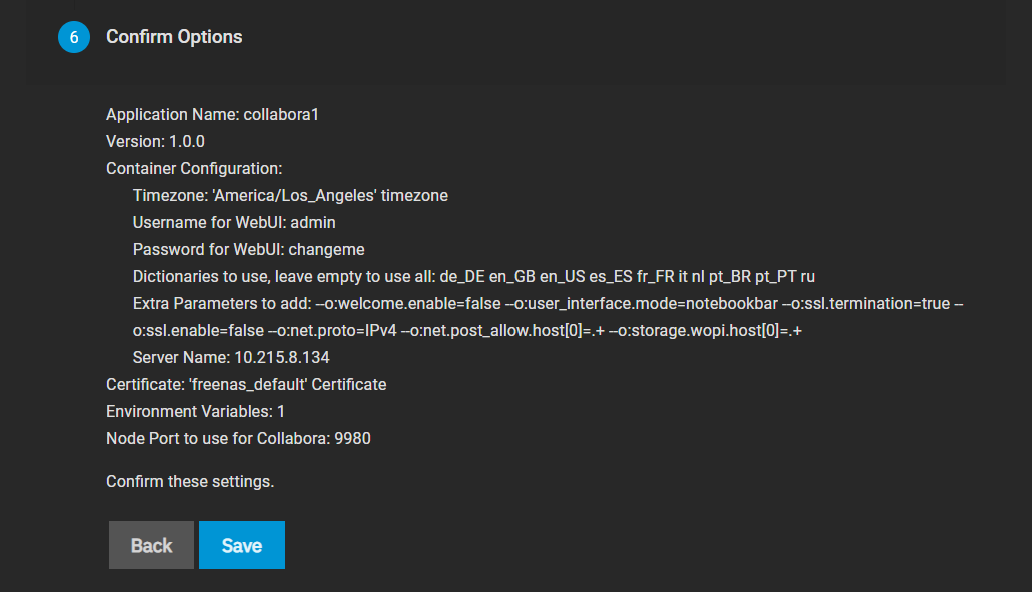 6 Confirm Options
Application Name: collabora1
Version: 1.0.0
Container Configuration:
Timezone: 'America/Los_Angeles' timezone
Username for WebUI: admin
Password for WebUI: changeme
Dictionaries to use, leave empty to use all: de_DE en_GB en_US es_ES fr_FR it nl pt_BR pt_PT ru
Extra Parameters to add: --o:welcome.enable=false --o:user_interface.mode=notebookbar --o:ssl.termination=true --
o:ssl.enable=false --o:net.proto=IPv4 --o:net.post_allow.host[0]=.+ --o:storage.wopi.host[0]=.+
Server Name: 10.215.8.134
Certificate: 'freenas_default' Certificate
Environment Variables: 1
Node Port to use for Collabora: 9980
Confirm these settings.
Back Save